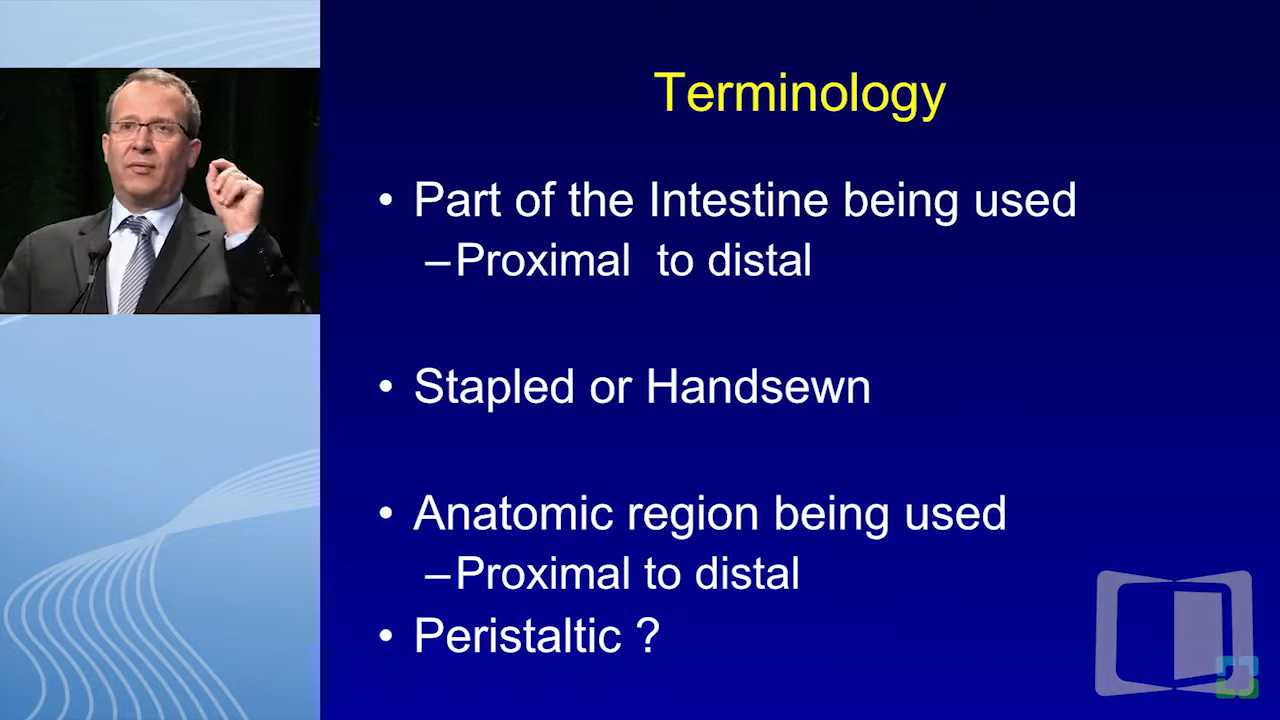 Terminology
• Part of the Intestine being used
–Proximal to distal
• Stapled or Handsewn
• Anatomic region being used
–Proximal to distal
• Peristaltic ?